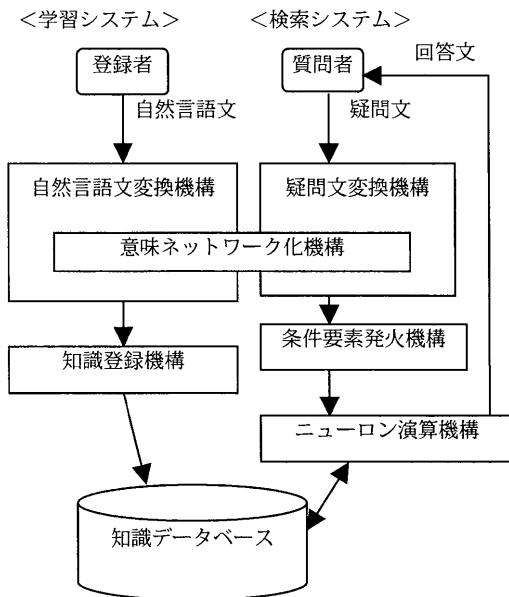 ＜学習システム＞
＜検索システム＞
登録者
質問者
回答文
自然言語文
疑問文
自然言語文変換機構
疑問文変換機構
意味ネットワーク化機構
知識登録機構
条件要素発火機構
ニューロン演算機構
知識データベース